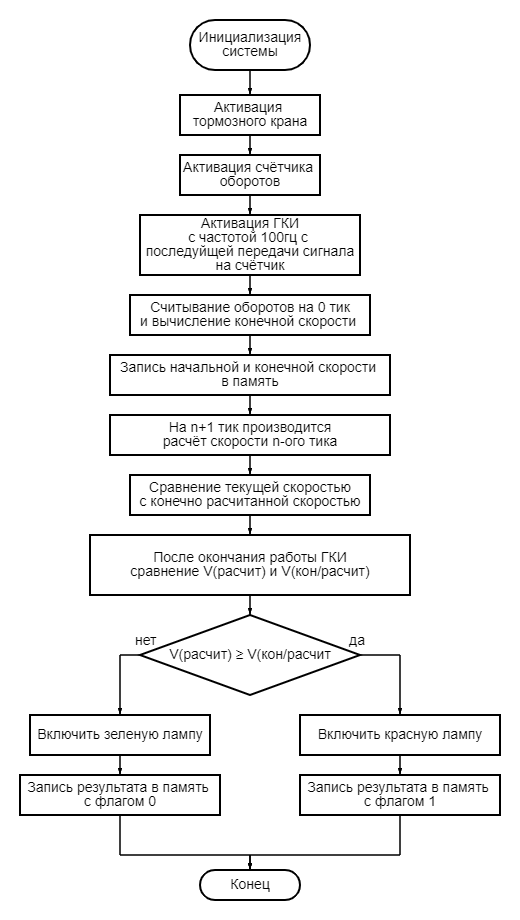 Инициализация
системы
Активация
тормозного крана
Активация счётчика
оборотов
Активация ГКИ
с частотой 100гц с
последуйщей передачи сигнала
на счётчик
Считывание оборотов на 0 тик
и вычисление конечной скорости
Запись начальной и конечной скорости
в память
На n+1 тик производится
расчёт скорости n-ого тика
Сравнение текущей скоростью
с конечно расчитанной скоростью
После окончания работы ГКИ
сравнение V(расчит) и V(кон/расчит)
нет
да
V(расчит) ≥ V(кон/расчит
Включить зеленую лампу
Включить красную лампу
Запись результата в память
с флагом 0
Запись результата в память
с флагом 1
Конец